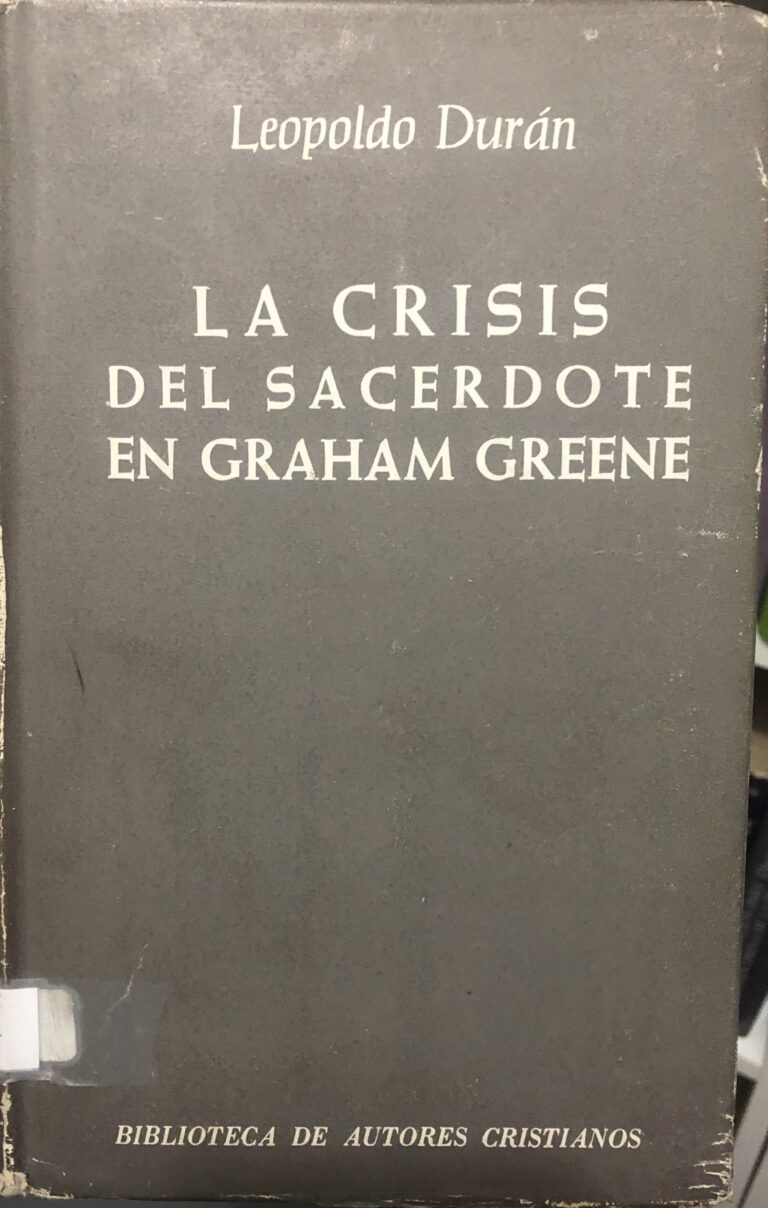 Leopoldo Durán
LA CRISIS
DEL SACERDOTE
EN GRAHAM GREENE
BIBLIOTECA DE AUTORES CRISTIANOS